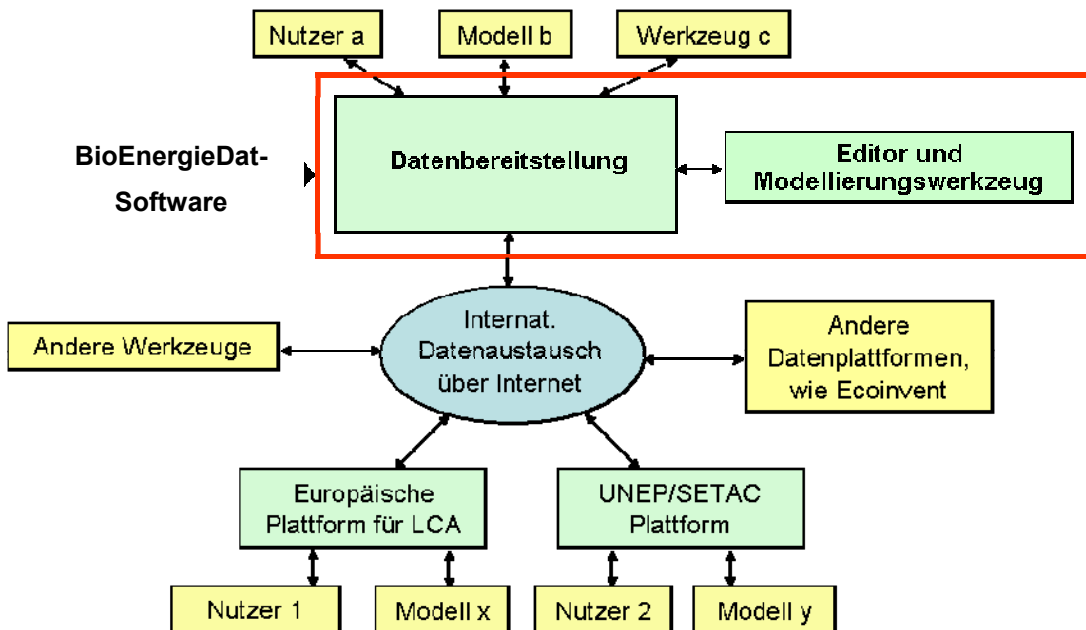 Nutzer a
Modell b
Werkzeug c
BioEnergieDat-
Software
Datenbereitstellung
Editor und
Modellierungswerkzeug
Andere Werkzeuge
Internat.
Datenaustausch
über Internet
Andere
Datenplattformen,
wie Ecoinvent
Europäische
Plattform für LCA
UNEP/SETAC
Plattform
Nutzer 1
Modell x
Nutzer 2
Modell y